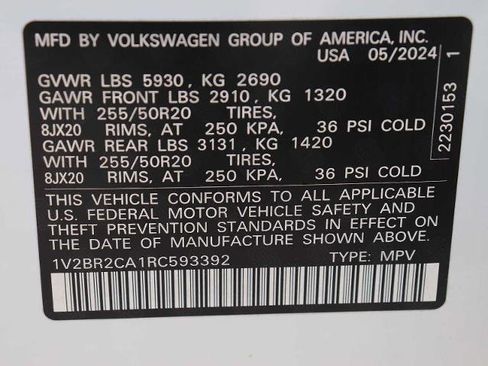 MFD BY VOLKSWAGEN GROUP OF AMERICA, INC.
USA 05/2024
GVWR LBS 5930, KG 2690
GAWR FRONT LBS 2910, KG 1320
WITH 255/50R20 TIRES,
8JX20 RIMS, AT 250 KPA, 36 PSI COLD
GAWR REAR LBS 3131, KG 1420
WITH 255/50R20 TIRES,
8JX20 RIMS, AT 250 KPA, 36 PSI COLD
THIS VEHICLE CONFORMS TO ALL APPLICABLE
U.S. FEDERAL MOTOR VEHICLE SAFETY AND
THEFT PREVENTION STANDARDS IN EFFECT ON
THE DATE OF MANUFACTURE SHOWN ABOVE.
1V2BR2CA1RC593392 TYPE: MPV
2230153 1